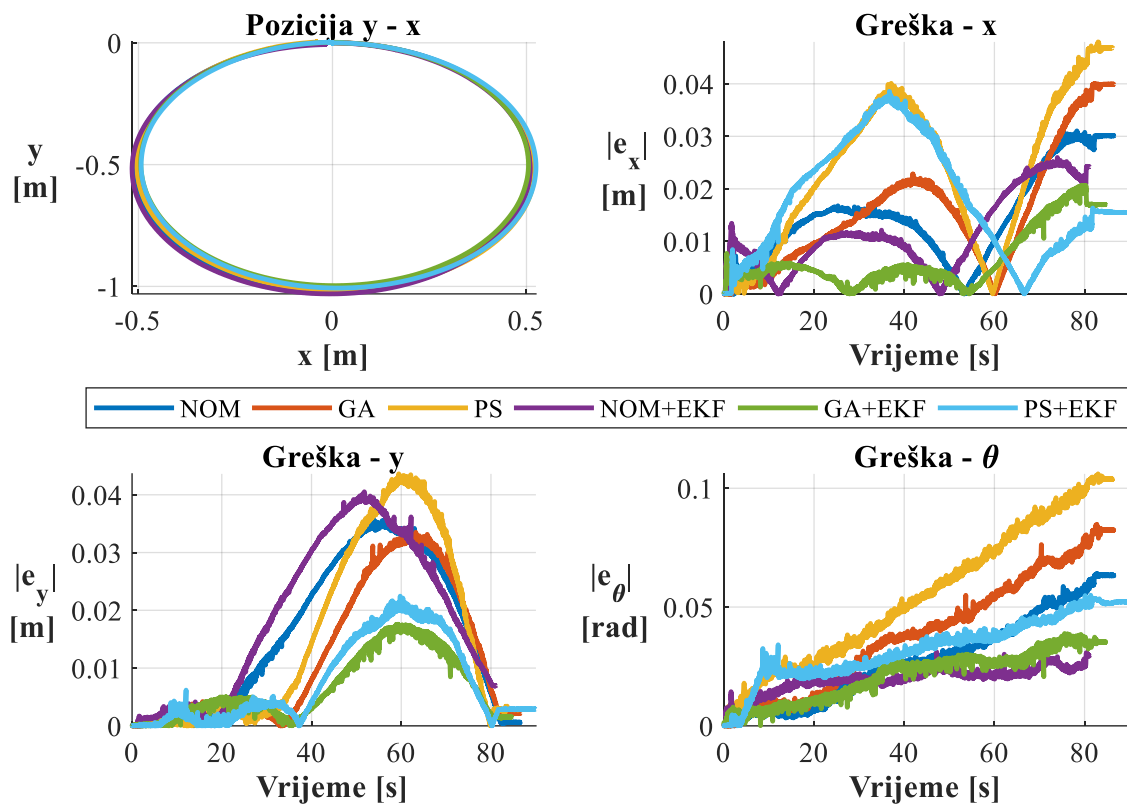 Pozicija y - x
0
-0.5
-1
y
[m]
-0.5
0
0.5
x [m]
Greška - x
0.04
0.03
0.02
0.01
0
|e_x|
[m]
0
20
40
60
80
Vrijeme [s]
NOM GA PS NOM+EKF GA+EKF PS+EKF
Greška - y
0.04
0.03
0.02
0.01
0
|e_y|
[m]
0
20
40
60
80
Vrijeme [s]
Greška - θ
0.1
0.05
0
|e_θ|
[rad]
0
20
40
60
80
Vrijeme [s]